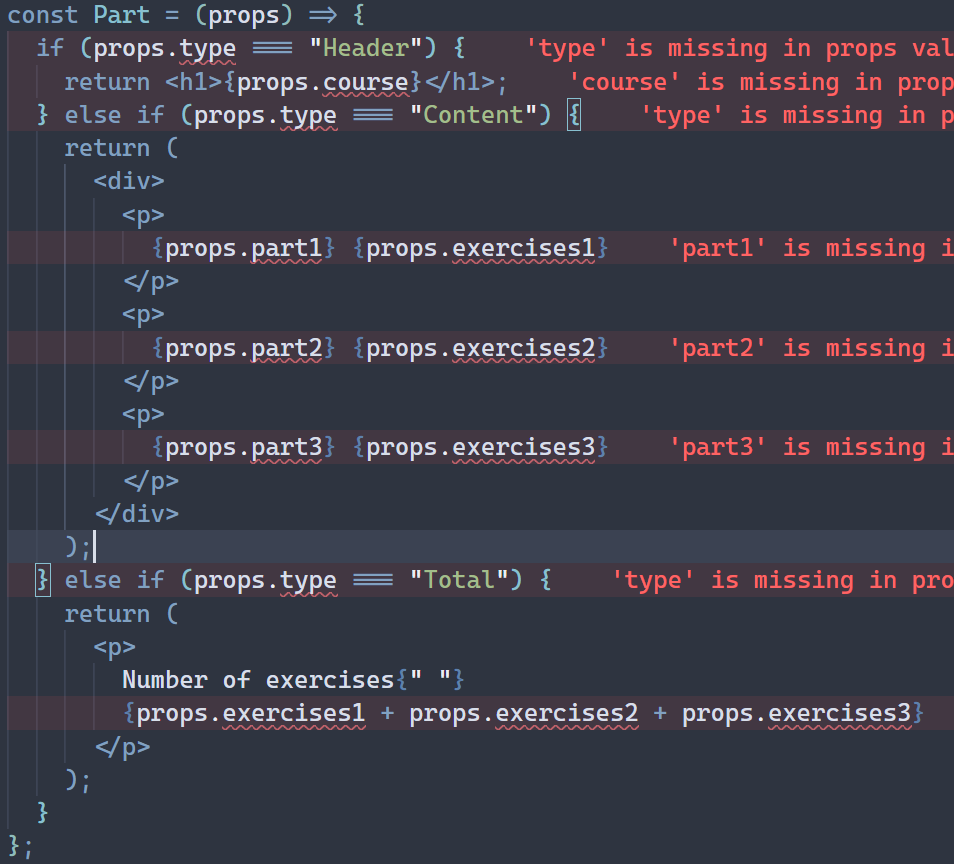 const Part = (props) => {
if (props.type === "Header") { 'type' is missing in props val
return <h1>{props.course}</h1>; 'course' is missing in prop
} else if (props.type === "Content") { 'type' is missing in p
return (
<div>
<p>
{props.part1} {props.exercises1} 'part1' is missing i
</p>
<p>
{props.part2} {props.exercises2} 'part2' is missing i
</p>
<p>
{props.part3} {props.exercises3} 'part3' is missing i
</p>
</div>
);
} else if (props.type === "Total") { 'type' is missing in pro
return (
<p>
Number of exercises{" "}
{props.exercises1 + props.exercises2 + props.exercises3}
</p>
);
}
};